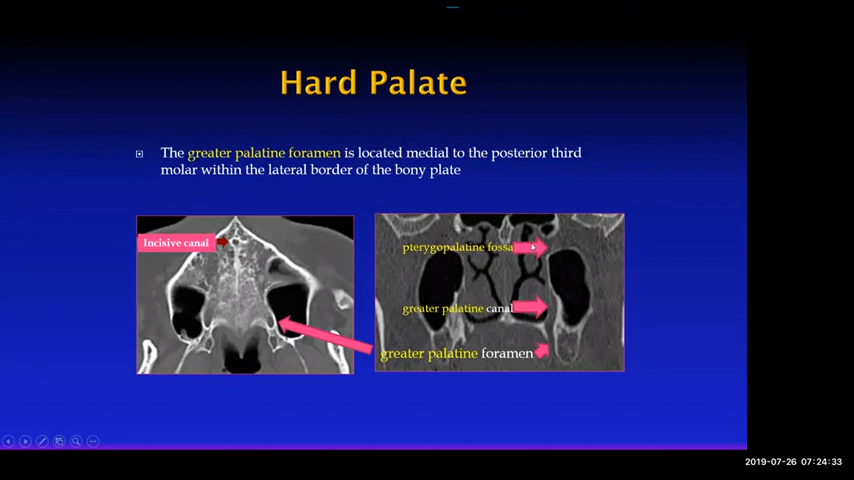 Hard Palate
The greater palatine foramen is located medial to the posterior third
molar within the lateral border of the bony plate
Incisive canal
pterygopalatine fossa
greater palatine canal
greater palatine foramen
2019-07-26 07:24:33